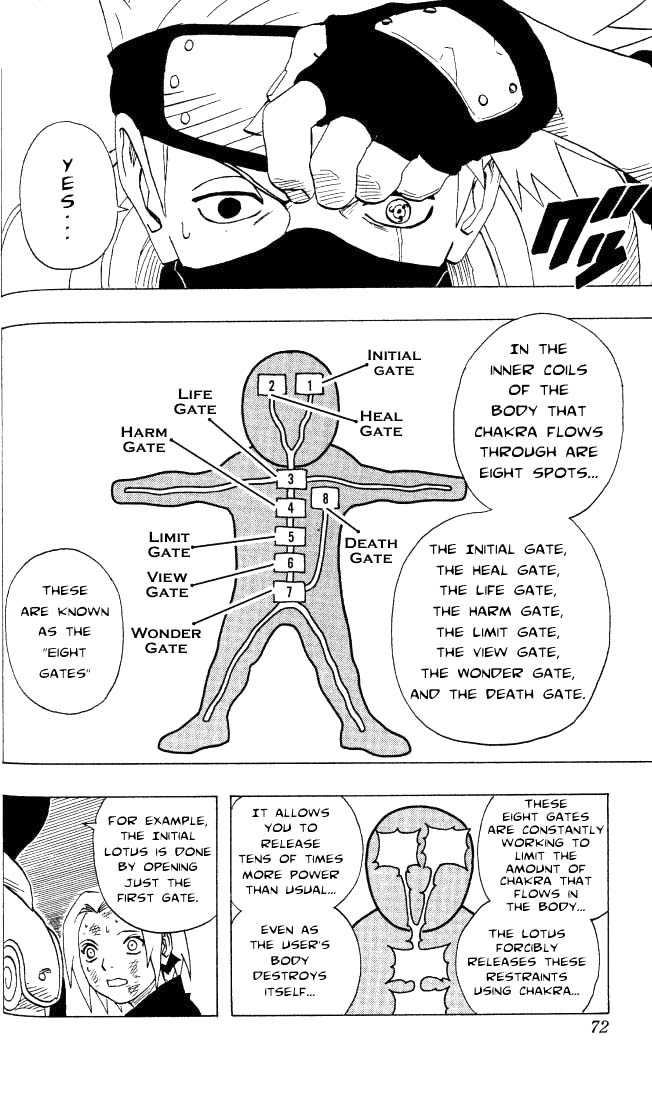 YES...
グッ
IN THE
INNER COILS
OF THE
BODY THAT
CHAKRA FLOWS
THROUGH ARE
EIGHT SPOTS...
INITIAL
GATE
2
1
HEAL
GATE
LIFE
GATE
HARM
GATE
3
8
4
LIMIT
GATE
5
DEATH
GATE
VIEW
GATE
6
7
WONDER
GATE
THE INITIAL GATE,
THE HEAL GATE,
THE LIFE GATE,
THE HARM GATE,
THE LIMIT GATE,
THE VIEW GATE,
THE WONDER GATE,
AND THE DEATH GATE.
THESE
ARE KNOWN
AS THE
"EIGHT
GATES"
THESE
EIGHT GATES
ARE CONSTANTLY
WORKING TO
LIMIT THE
AMOUNT OF
CHAKRA THAT
FLOWS IN
THE BODY...
THE LOTUS
FORCIBLY
RELEASES THESE
RESTRAINTS
USING CHAKRA...
IT ALLOWS
YOU TO
RELEASE
TENS OF TIMES
MORE POWER
THAN USUAL...
EVEN AS
THE USER'S
BODY
DESTROYS
ITSELF...
FOR EXAMPLE,
THE INITIAL
LOTUS IS DONE
BY OPENING
JUST THE
FIRST GATE.
72